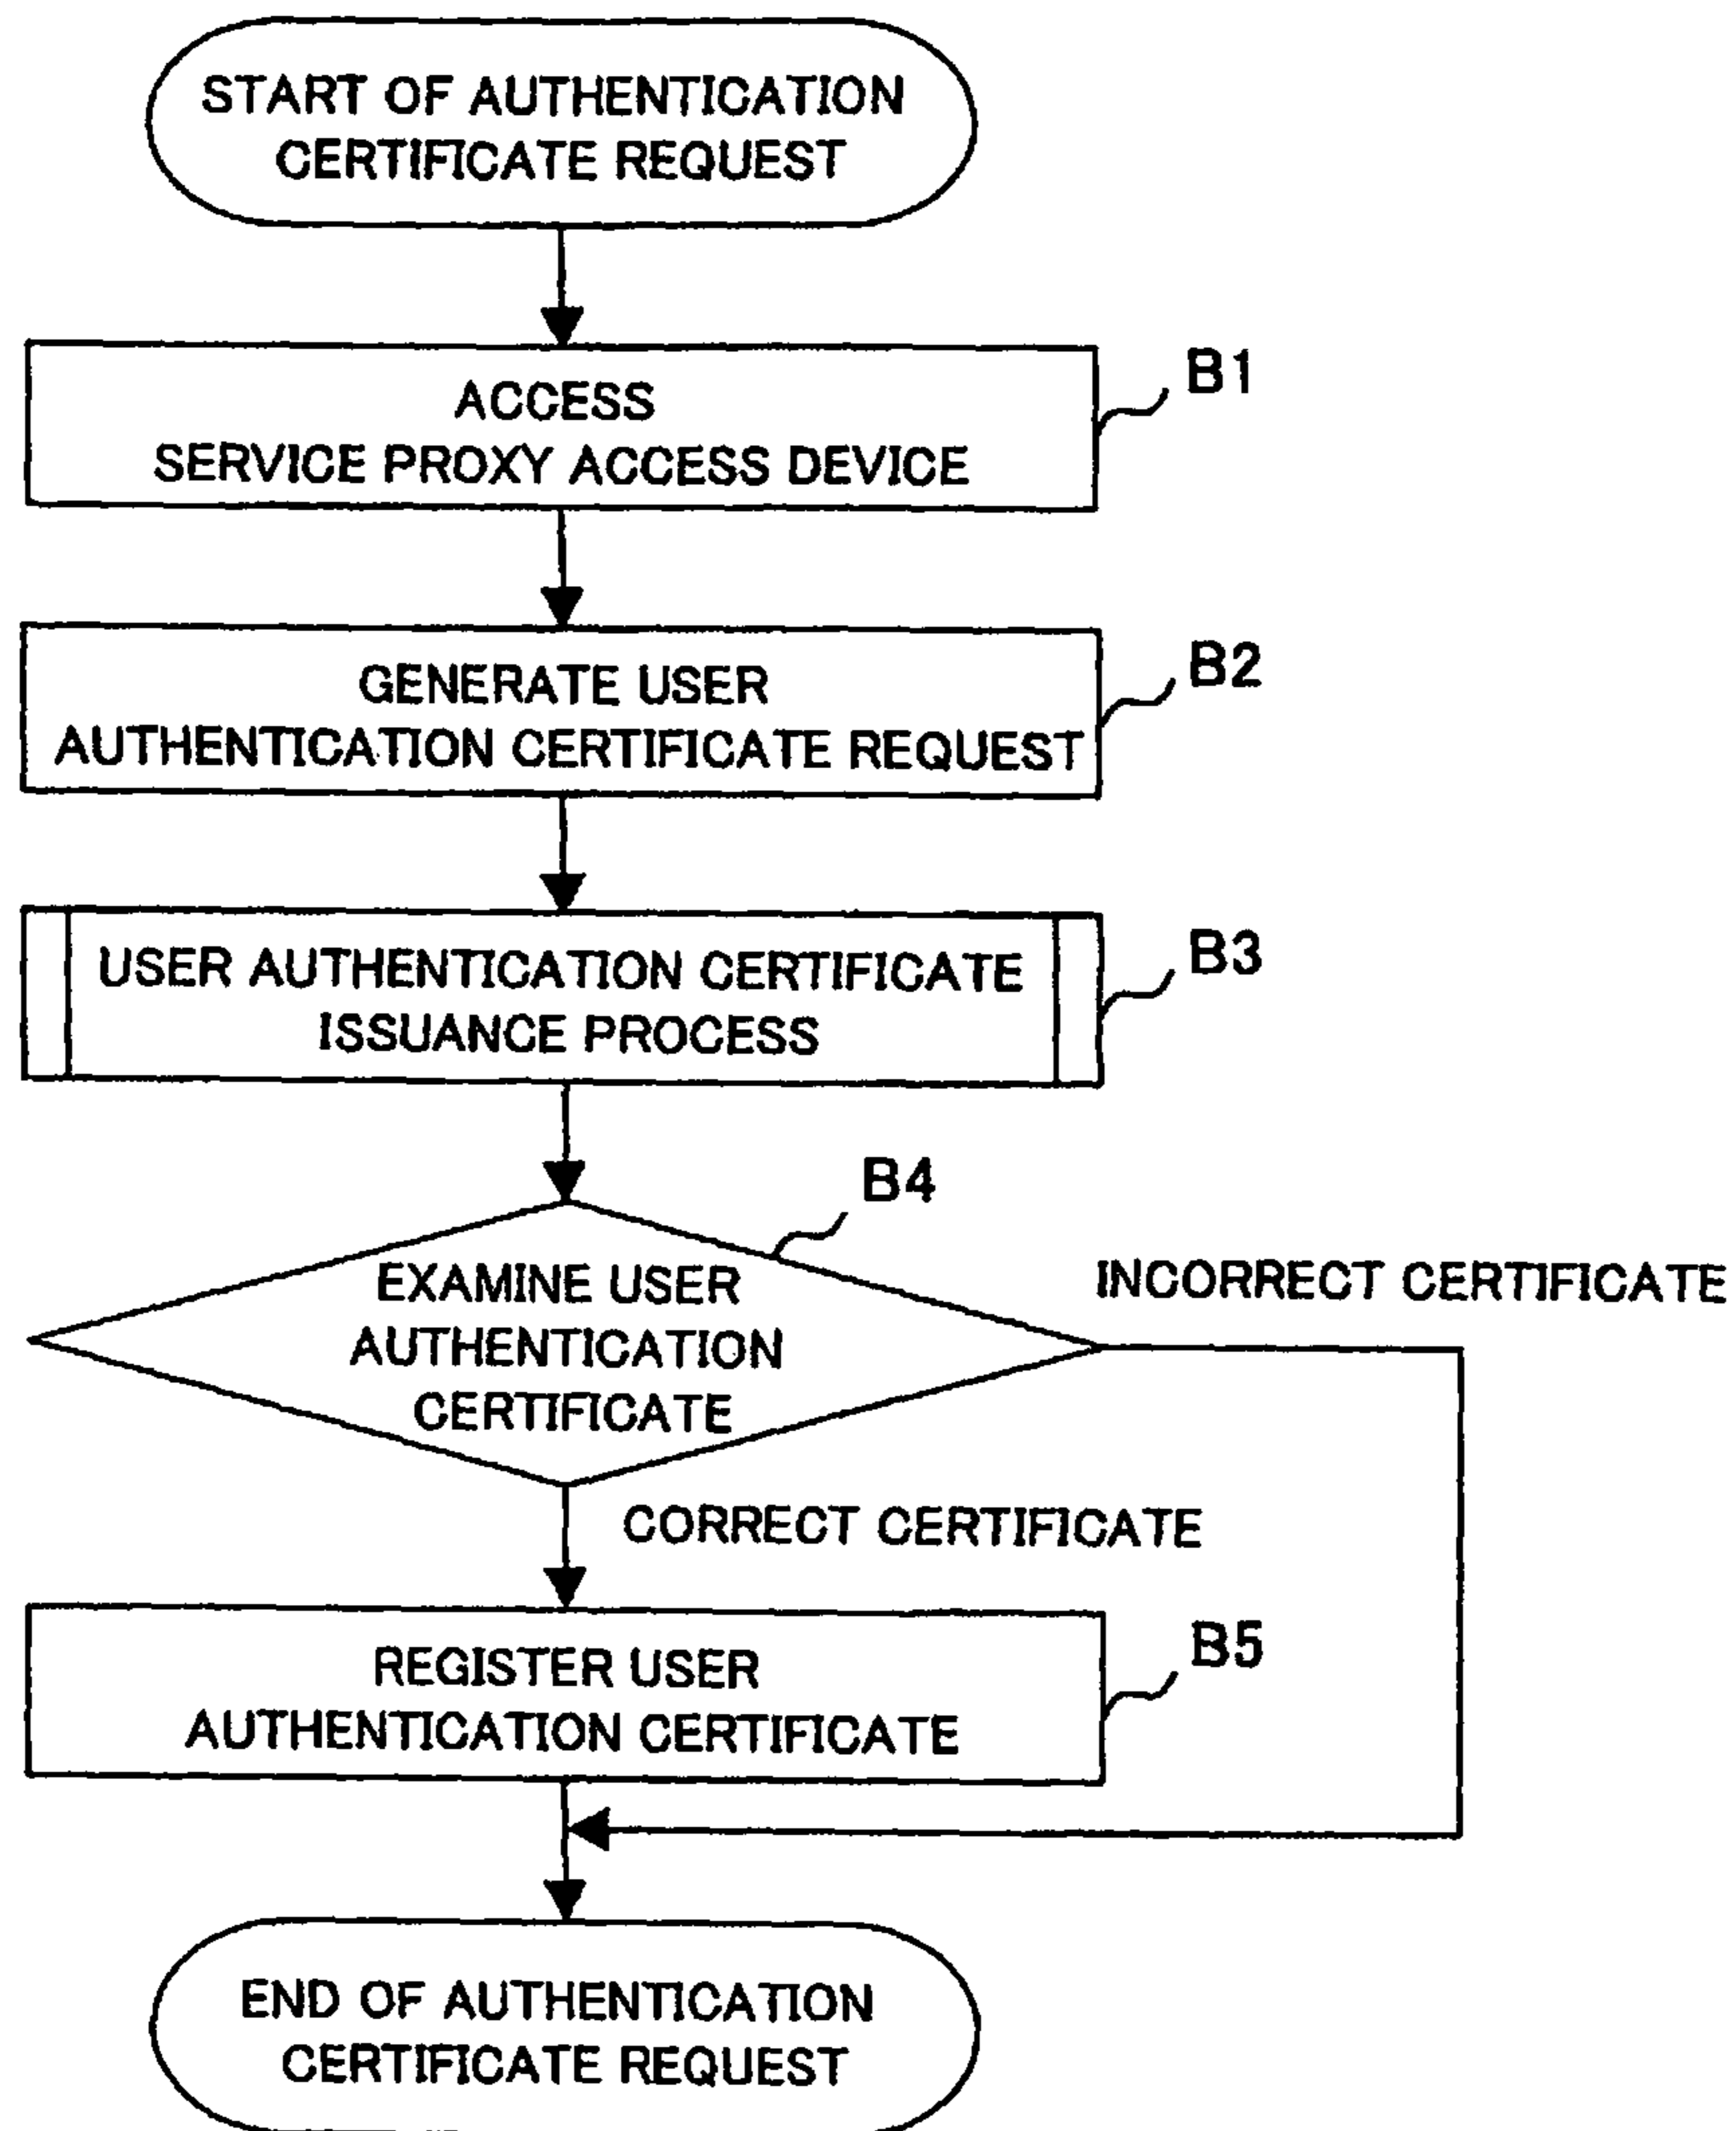 START OF AUTHENTICATION
CERTIFICATE REQUEST
ACCESS
SERVICE PROXY ACCESS DEVICE
B1
GENERATE USER
AUTHENTICATION CERTIFICATE REQUEST
B2
USER AUTHENTICATION CERTIFICATE
ISSUANCE PROCESS
B3
B4
EXAMINE USER
AUTHENTICATION
CERTIFICATE
INCORRECT CERTIFICATE
CORRECT CERTIFICATE
REGISTER USER
AUTHENTICATION CERTIFICATE
B5
END OF AUTHENTICATION
CERTIFICATE REQUEST